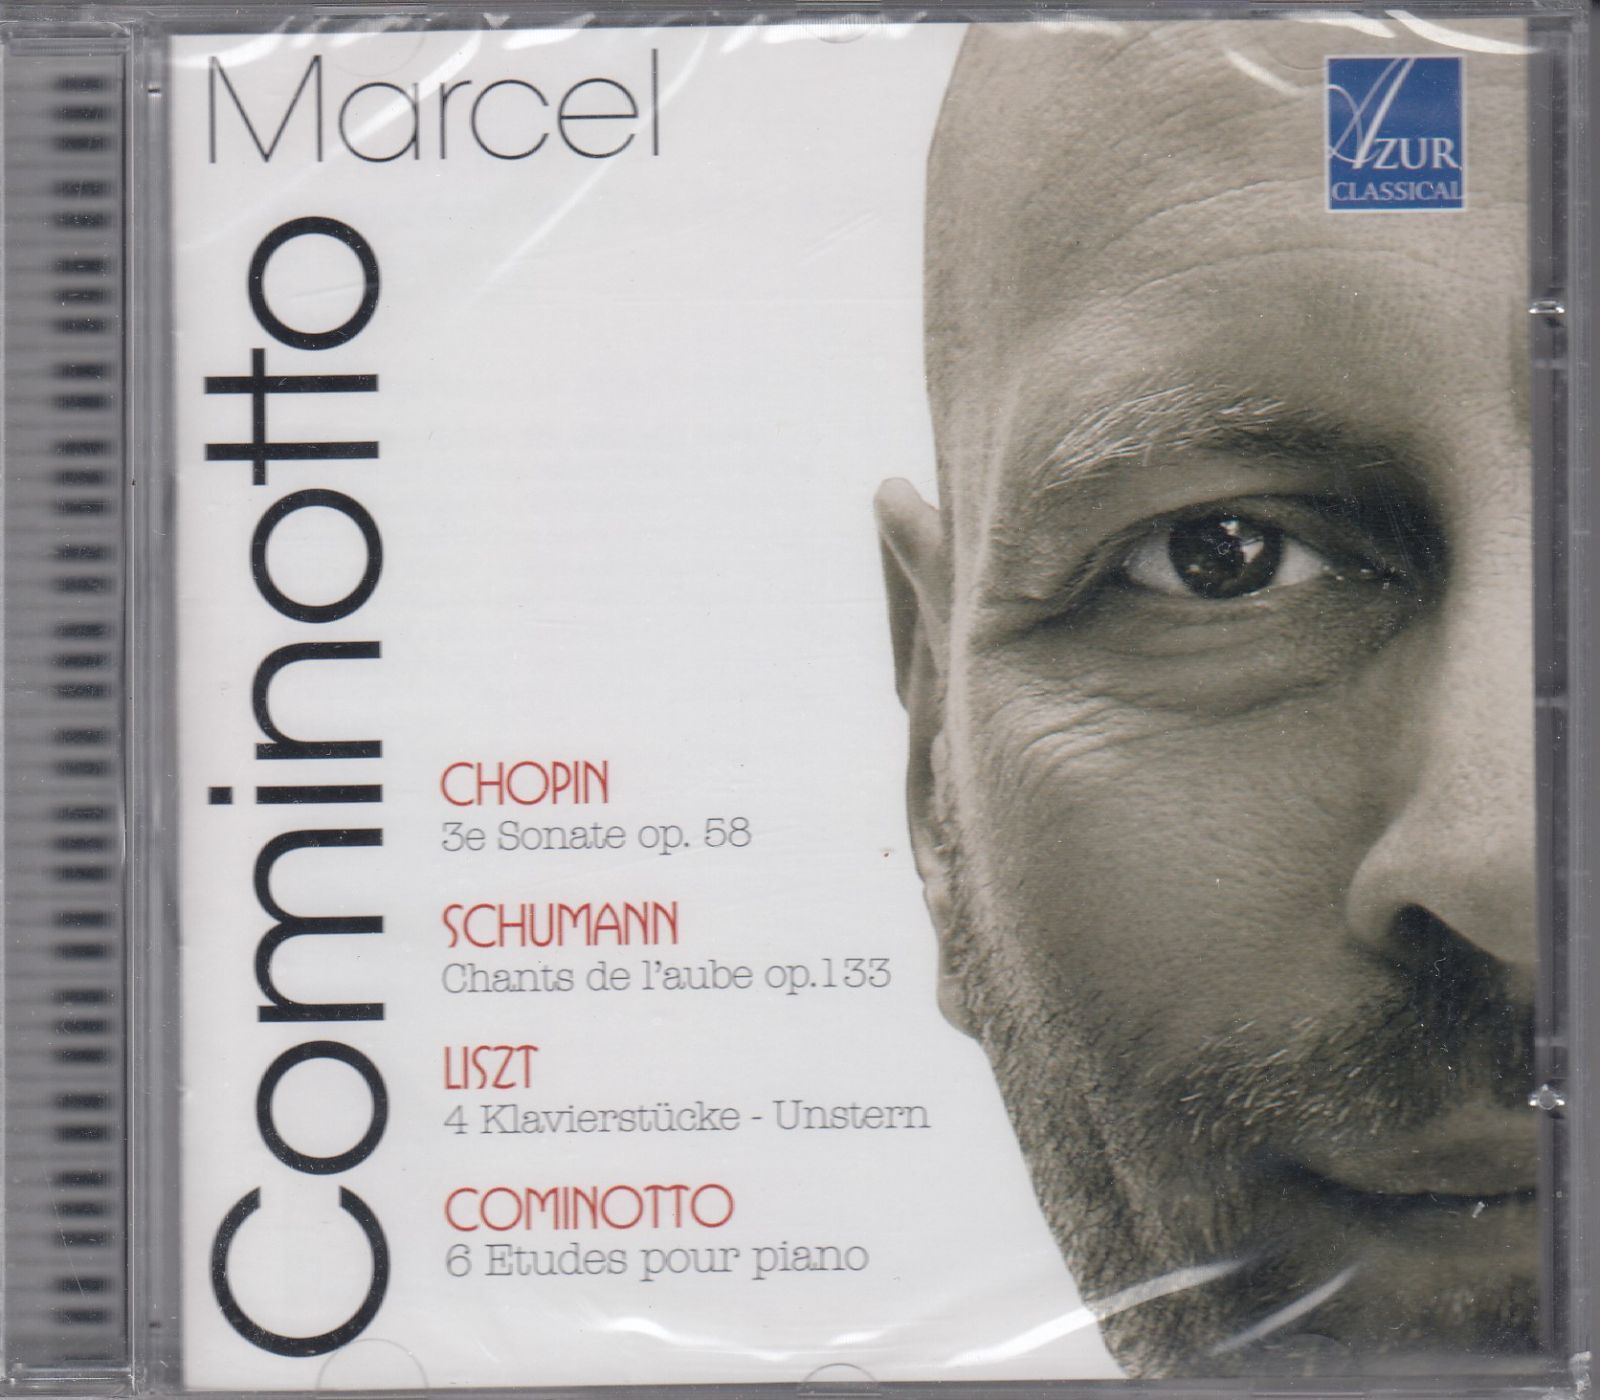 Marcel
Cominotto
AZUR
CLASSICAL
CHOPIN
3e Sonate op. 58
SCHUMANN
Chants de l'aube op.133
LISZT
4 Klavierstücke - Unstern
COMINOTTO
6 Etudes pour piano